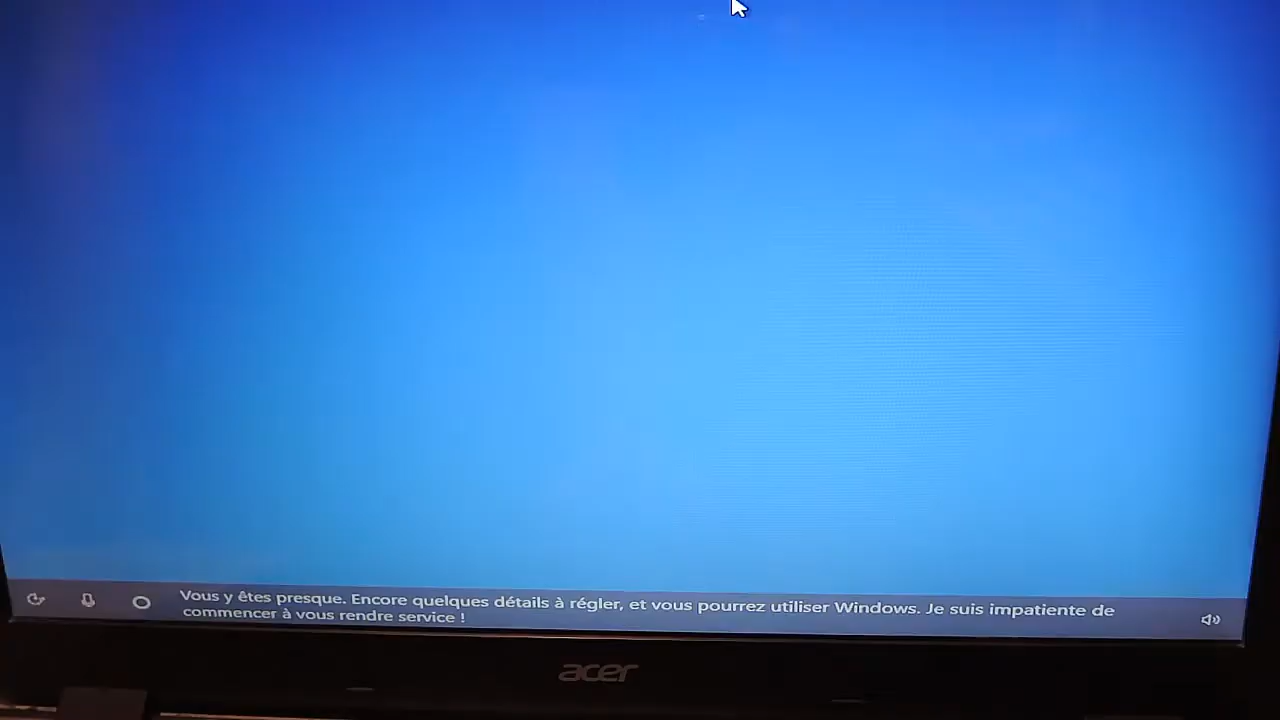 Vous y êtes presque. Encore quelques détails à régler, et vous pourrez utiliser Windows. Je suis impatiente de
commencer à vous rendre service !
acer